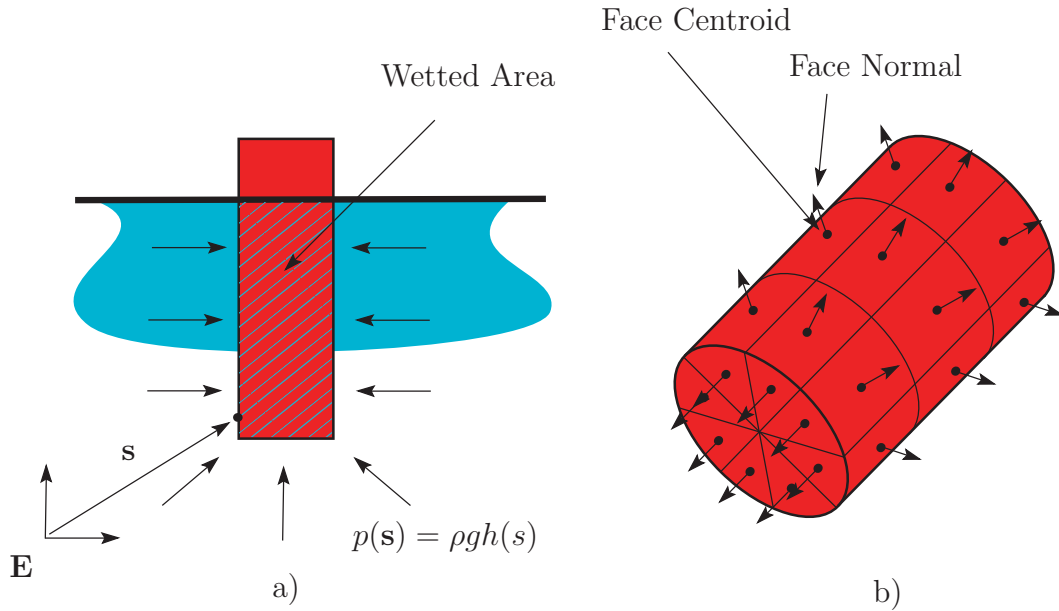 Face Centroid
Face Normal
Wetted Area
s
E
p(s) = ρgh(s)
a)
b)